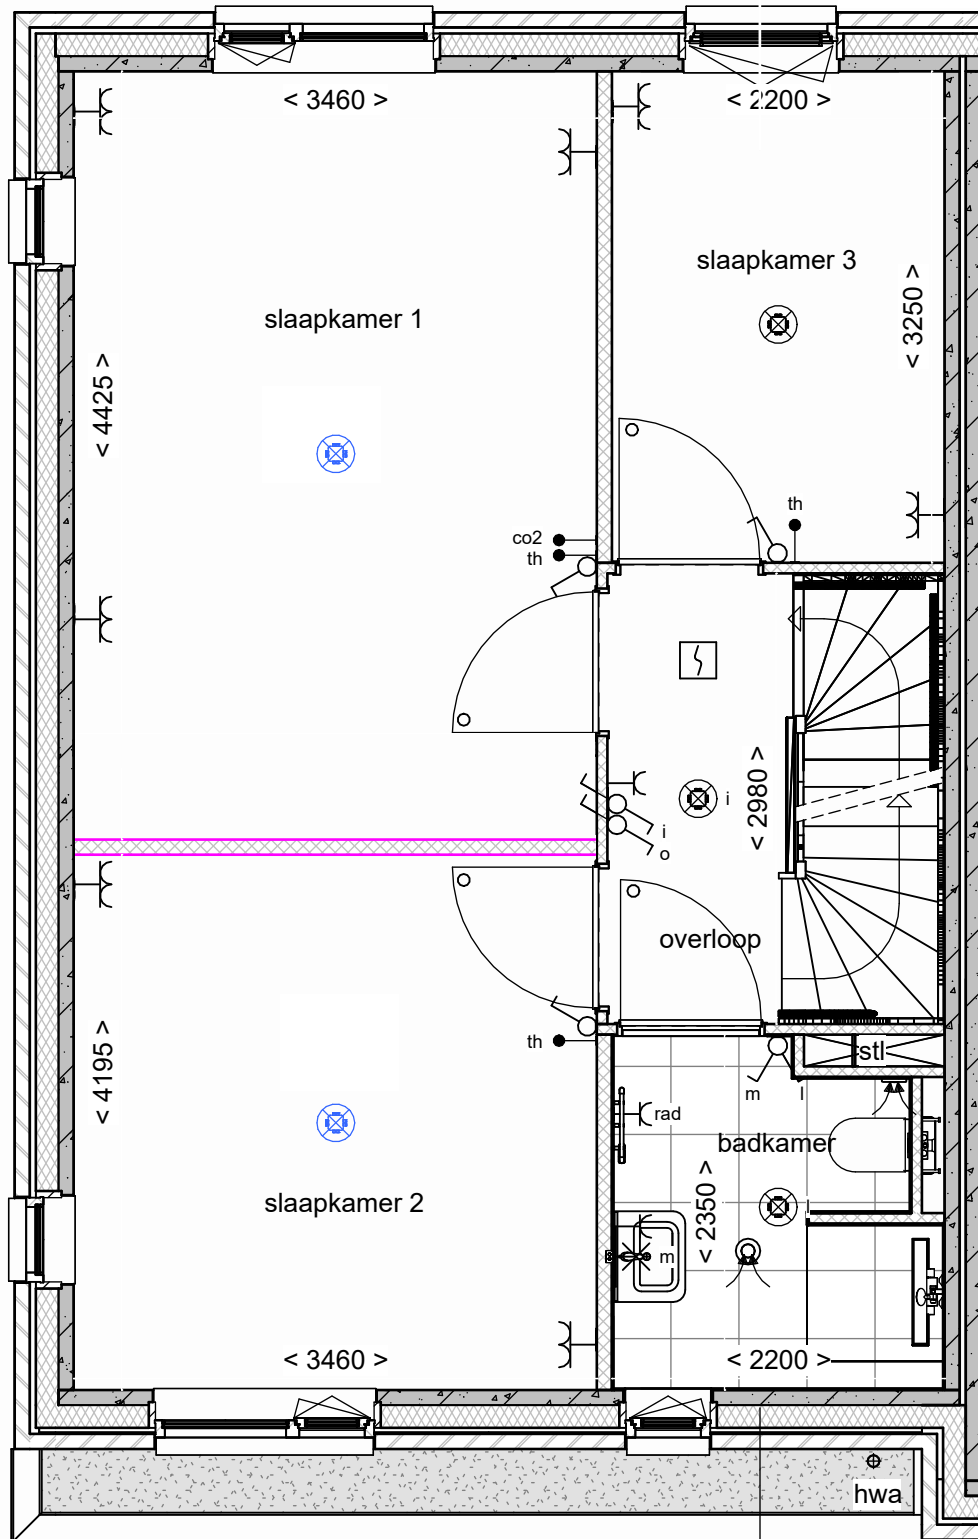 < 3460 >
< 2200 >
slaapkamer 3
< 3250 >
slaapkamer 1
< 4425 >
th
co2
th
< 2980 >
i
i
o
overloop
th
stl
< 4195 >
m
l
rad
badkamer
< 2350 >
slaapkamer 2
m
< 3460 >
< 2200 >
hwa